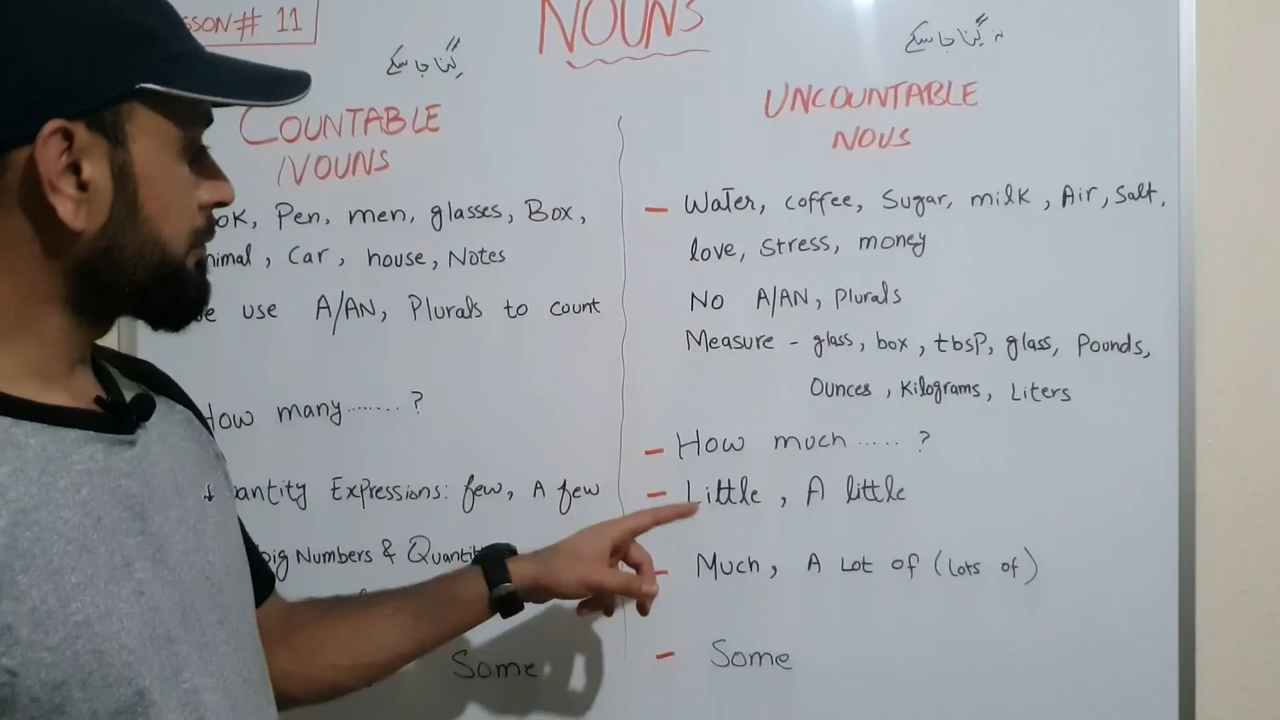 SSON# 11
NOUNS
گنا جا سکے
نہ گنا جا سکے
COUNTABLE
NOUNS
ok, Pen, men, glasses, Box,
nimal, Car, house, Notes
e use A/AN, Plurals to count
How many.......?
antity Expressions: few, A few
big Numbers & Quantit
Some
UNCOUNTABLE
NOUS
- Water, coffee, Sugar, milk, Air, Salt,
love, Stress, money
No A/AN, Plurals
Measure - glass, box, tbsp, glass, Pounds,
Ounces, Kilograms, Liters
- How much.....?
- Little, A little
- Much, A Lot of (Lots of)
- Some